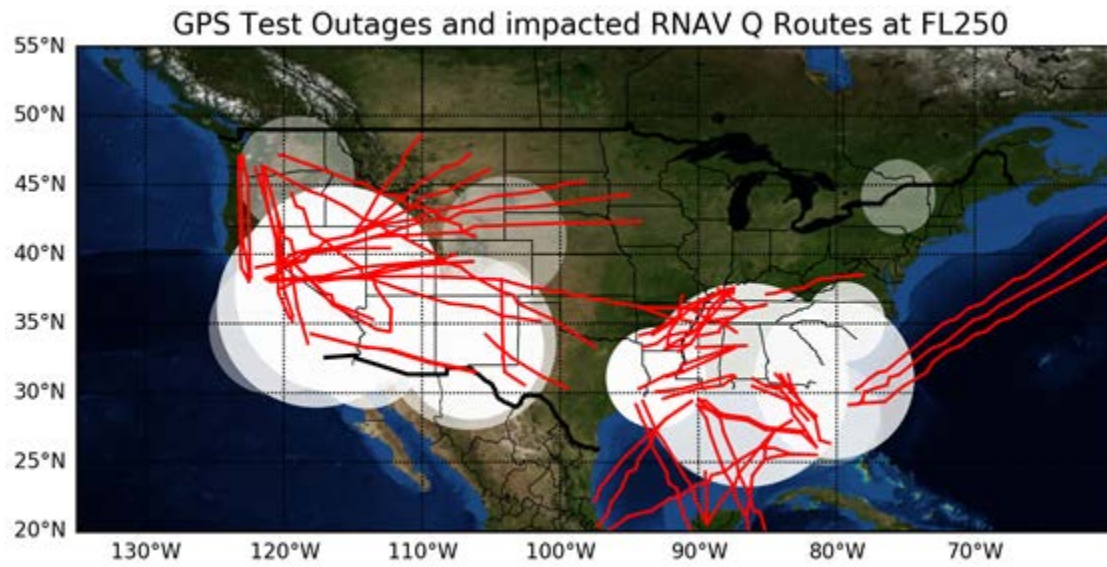 GPS Test Outages and impacted RNAV Q Routes at FL250
55°N
50°N
45°N
40°N
35°N
30°N
25°N
20°N
130°W 120°W 110°W 100°W 90°W 80°W 70°W